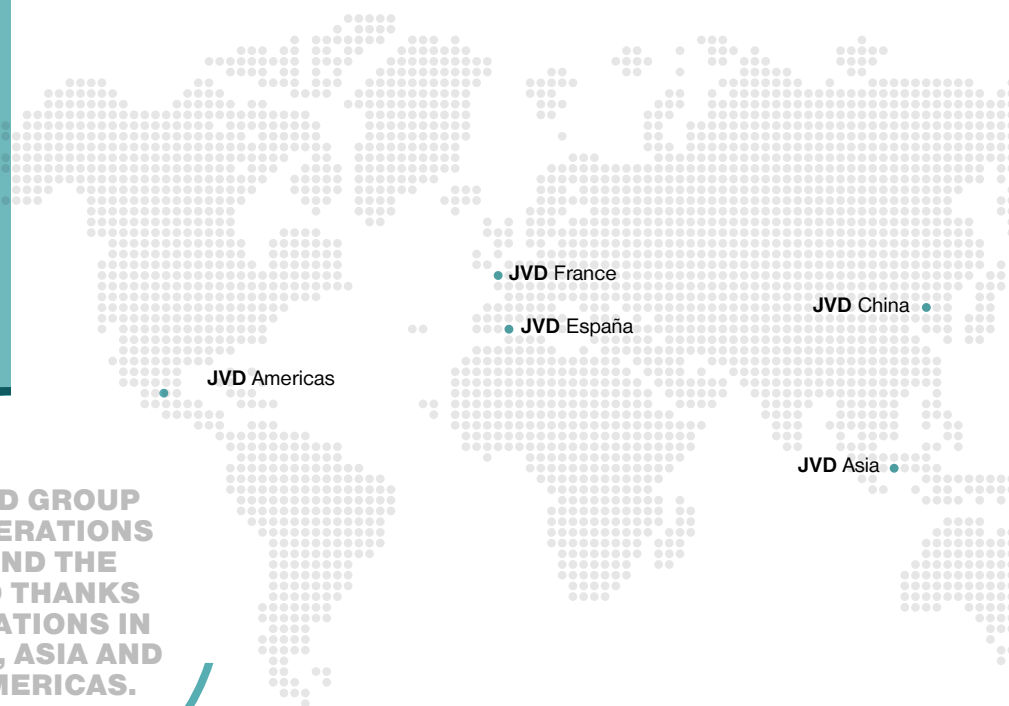 JVD France
JVD España
JVD China
JVD Americas
JVD Asia
D GROUP
ERATIONS
ND THE
THANKS
ATIONS IN
, ASIA AND
MERICAS.